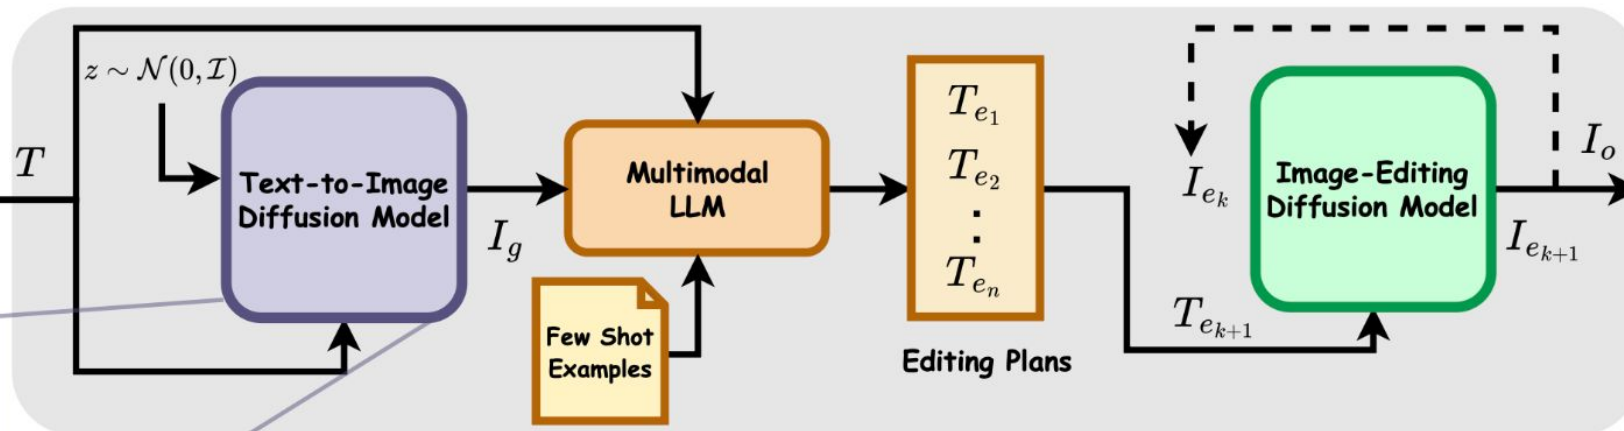 T
z ∼ 𝒩(0, ℐ)
Text-to-Image
Diffusion Model
I_g
Multimodal
LLM
Few Shot
Examples
T_{e_1}
T_{e_2}
⋮
T_{e_n}
Editing Plans
T_{e_{k+1}}
I_{e_k}
Image-Editing
Diffusion Model
I_o
I_{e_{k+1}}